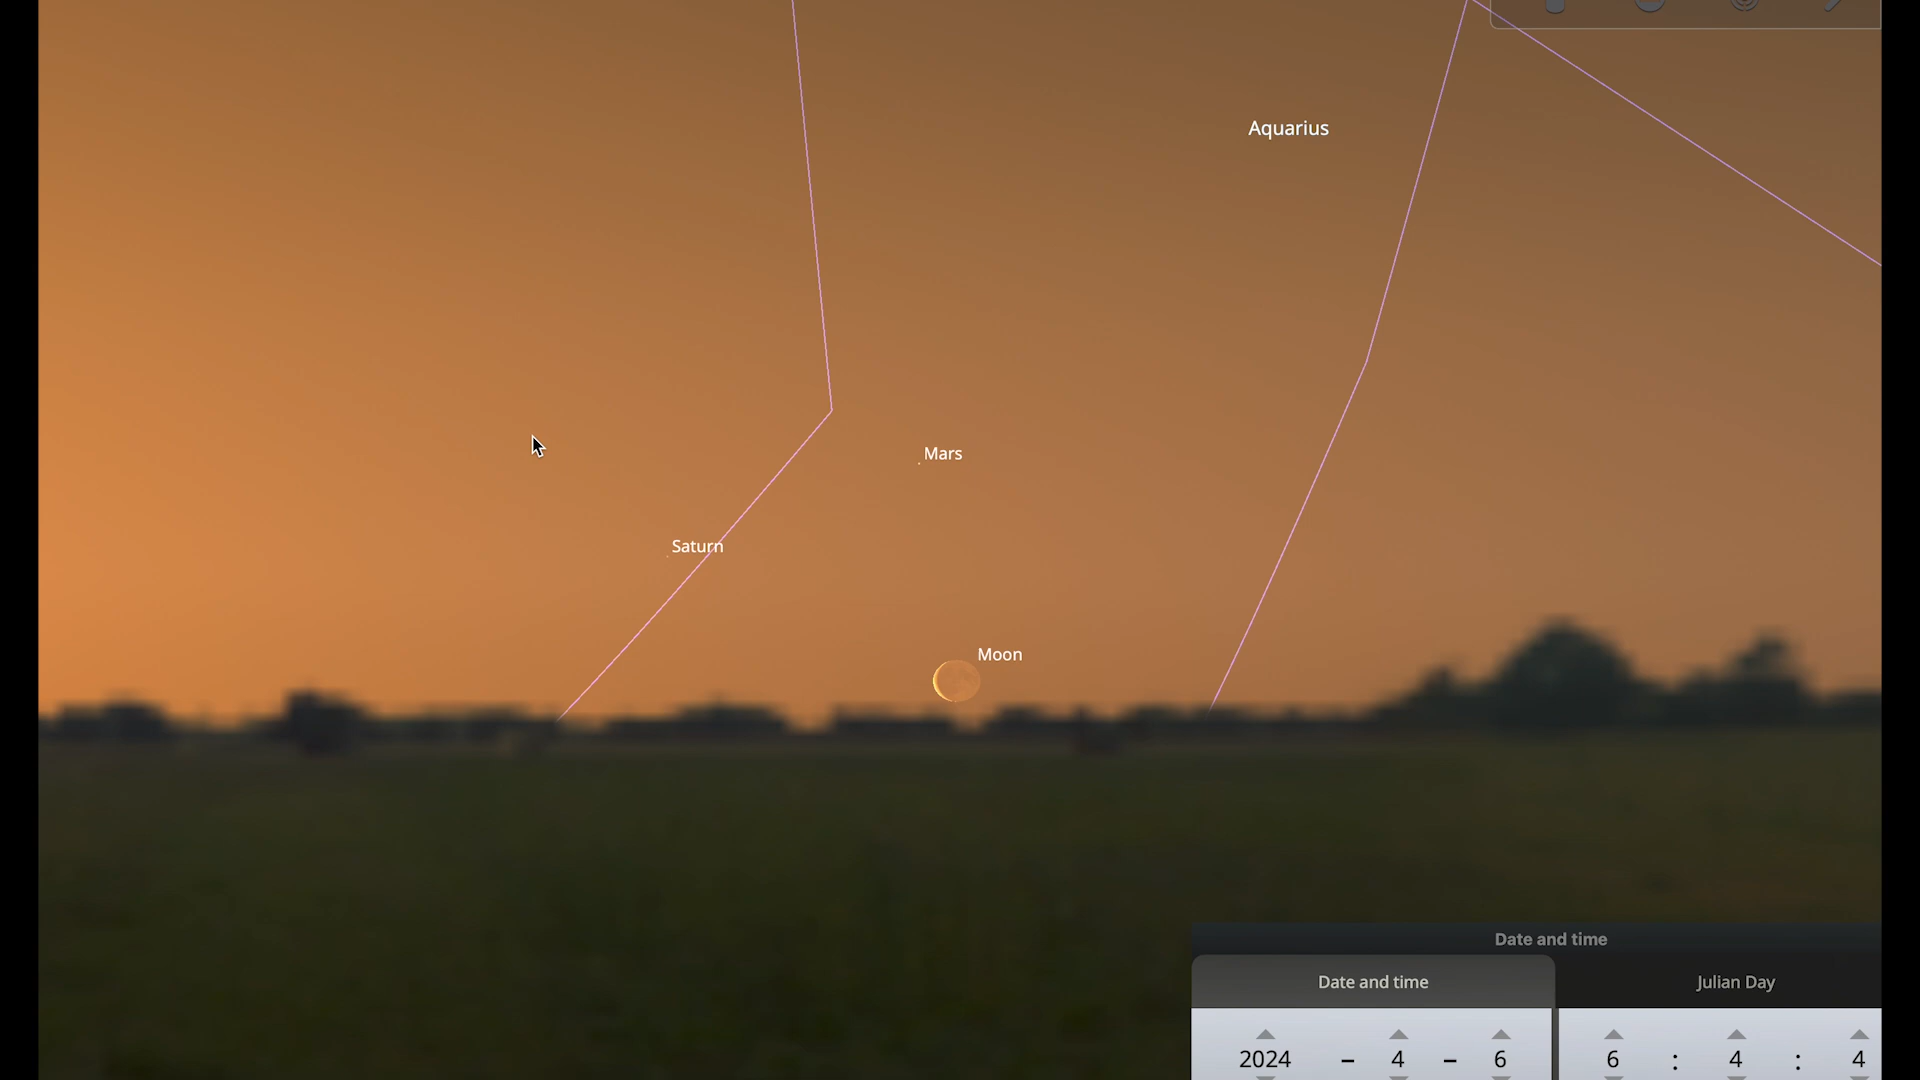 Aquarius
Mars
Saturn
Moon
Date and time
Date and time
Julian Day
2024 - 4 - 6
6 : 4 : 4